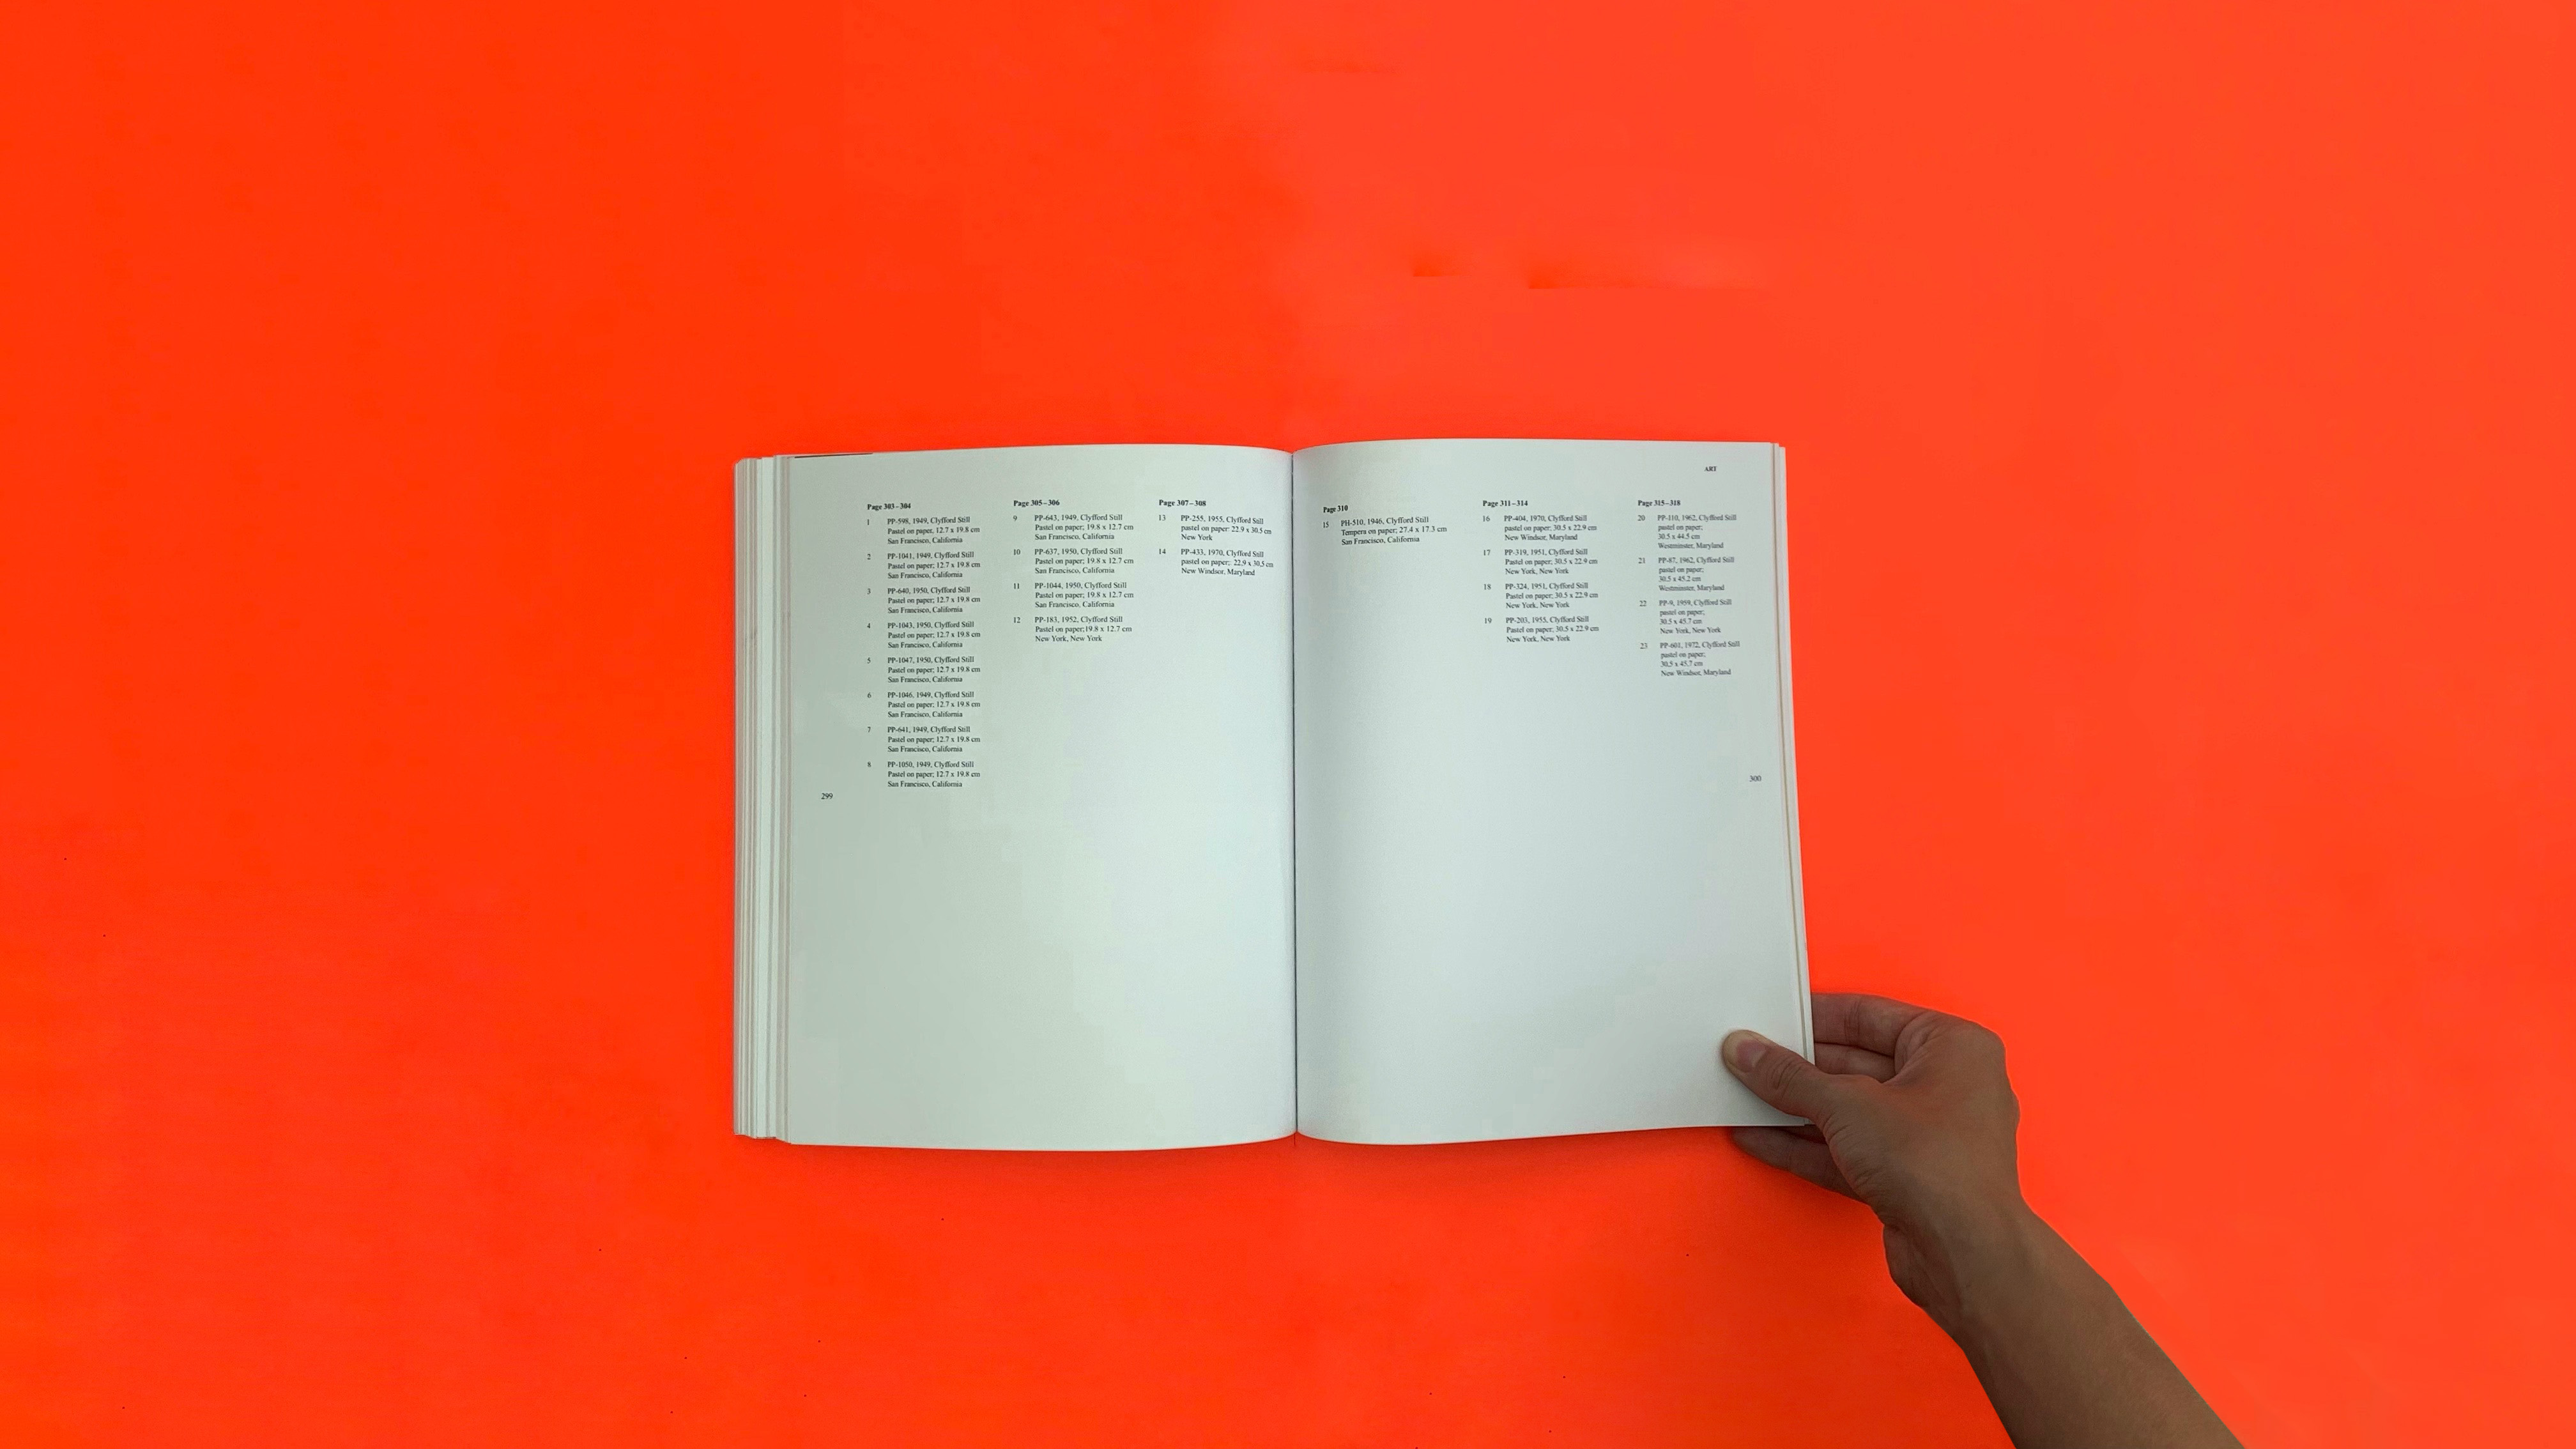 Page 303–304
1 PP-598, 1949, Clyfford Still
Pastel on paper, 12.7 x 19.8 cm
San Francisco, California
2 PP-1041, 1949, Clyfford Still
Pastel on paper; 12.7 x 19.8 cm
San Francisco, California
3 PP-640, 1950, Clyfford Still
Pastel on paper; 12.7 x 19.8 cm
San Francisco, California
4 PP-1043, 1950, Clyfford Still
Pastel on paper; 12.7 x 19.8 cm
San Francisco, California
5 PP-1047, 1950, Clyfford Still
Pastel on paper; 12.7 x 19.8 cm
San Francisco, California
6 PP-1046, 1949, Clyfford Still
Pastel on paper; 12.7 x 19.8 cm
San Francisco, California
7 PP-641, 1949, Clyfford Still
Pastel on paper; 12.7 x 19.8 cm
San Francisco, California
8 PP-1050, 1949, Clyfford Still
Pastel on paper; 12.7 x 19.8 cm
San Francisco, California
299
Page 305–306
9 PP-643, 1949, Clyfford Still
Pastel on paper; 19.8 x 12.7 cm
San Francisco, California
10 PP-637, 1950, Clyfford Still
Pastel on paper; 19.8 x 12.7 cm
San Francisco, California
11 PP-1044, 1950, Clyfford Still
Pastel on paper; 19.8 x 12.7 cm
San Francisco, California
12 PP-183, 1952, Clyfford Still
Pastel on paper;19.8 x 12.7 cm
New York, New York
Page 307–308
13 PP-255, 1955, Clyfford Still
pastel on paper: 22.9 x 30.5 cm
New York
14 PP-433, 1970, Clyfford Still
pastel on paper; 22.9 x 30.5 cm
New Windsor, Maryland
ART
Page 310
15 PH-510, 1946, Clyfford Still
Tempera on paper; 27.4 x 17.3 cm
San Francisco, California
Page 311–314
16 PP-404, 1970, Clyfford Still
pastel on paper; 30.5 x 22.9 cm
New Windsor, Maryland
17 PP-319, 1951, Clyfford Still
Pastel on paper; 30.5 x 22.9 cm
New York, New York
18 PP-324, 1951, Clyfford Still
Pastel on paper; 30.5 x 22.9 cm
New York, New York
19 PP-203, 1955, Clyfford Still
Pastel on paper; 30.5 x 22.9 cm
New York, New York
Page 315–318
20 PP-110, 1962, Clyfford Still
pastel on paper;
30.5 x 44.5 cm
Westminster, Maryland
21 PP-87, 1962, Clyfford Still
pastel on paper;
30.5 x 45.2 cm
Westminster, Maryland
22 PP-9, 1959, Clyfford Still
pastel on paper;
30.5 x 45.7 cm
New York, New York
23 PP-601, 1972, Clyfford Still
pastel on paper;
30.5 x 45.7 cm
New Windsor, Maryland
300